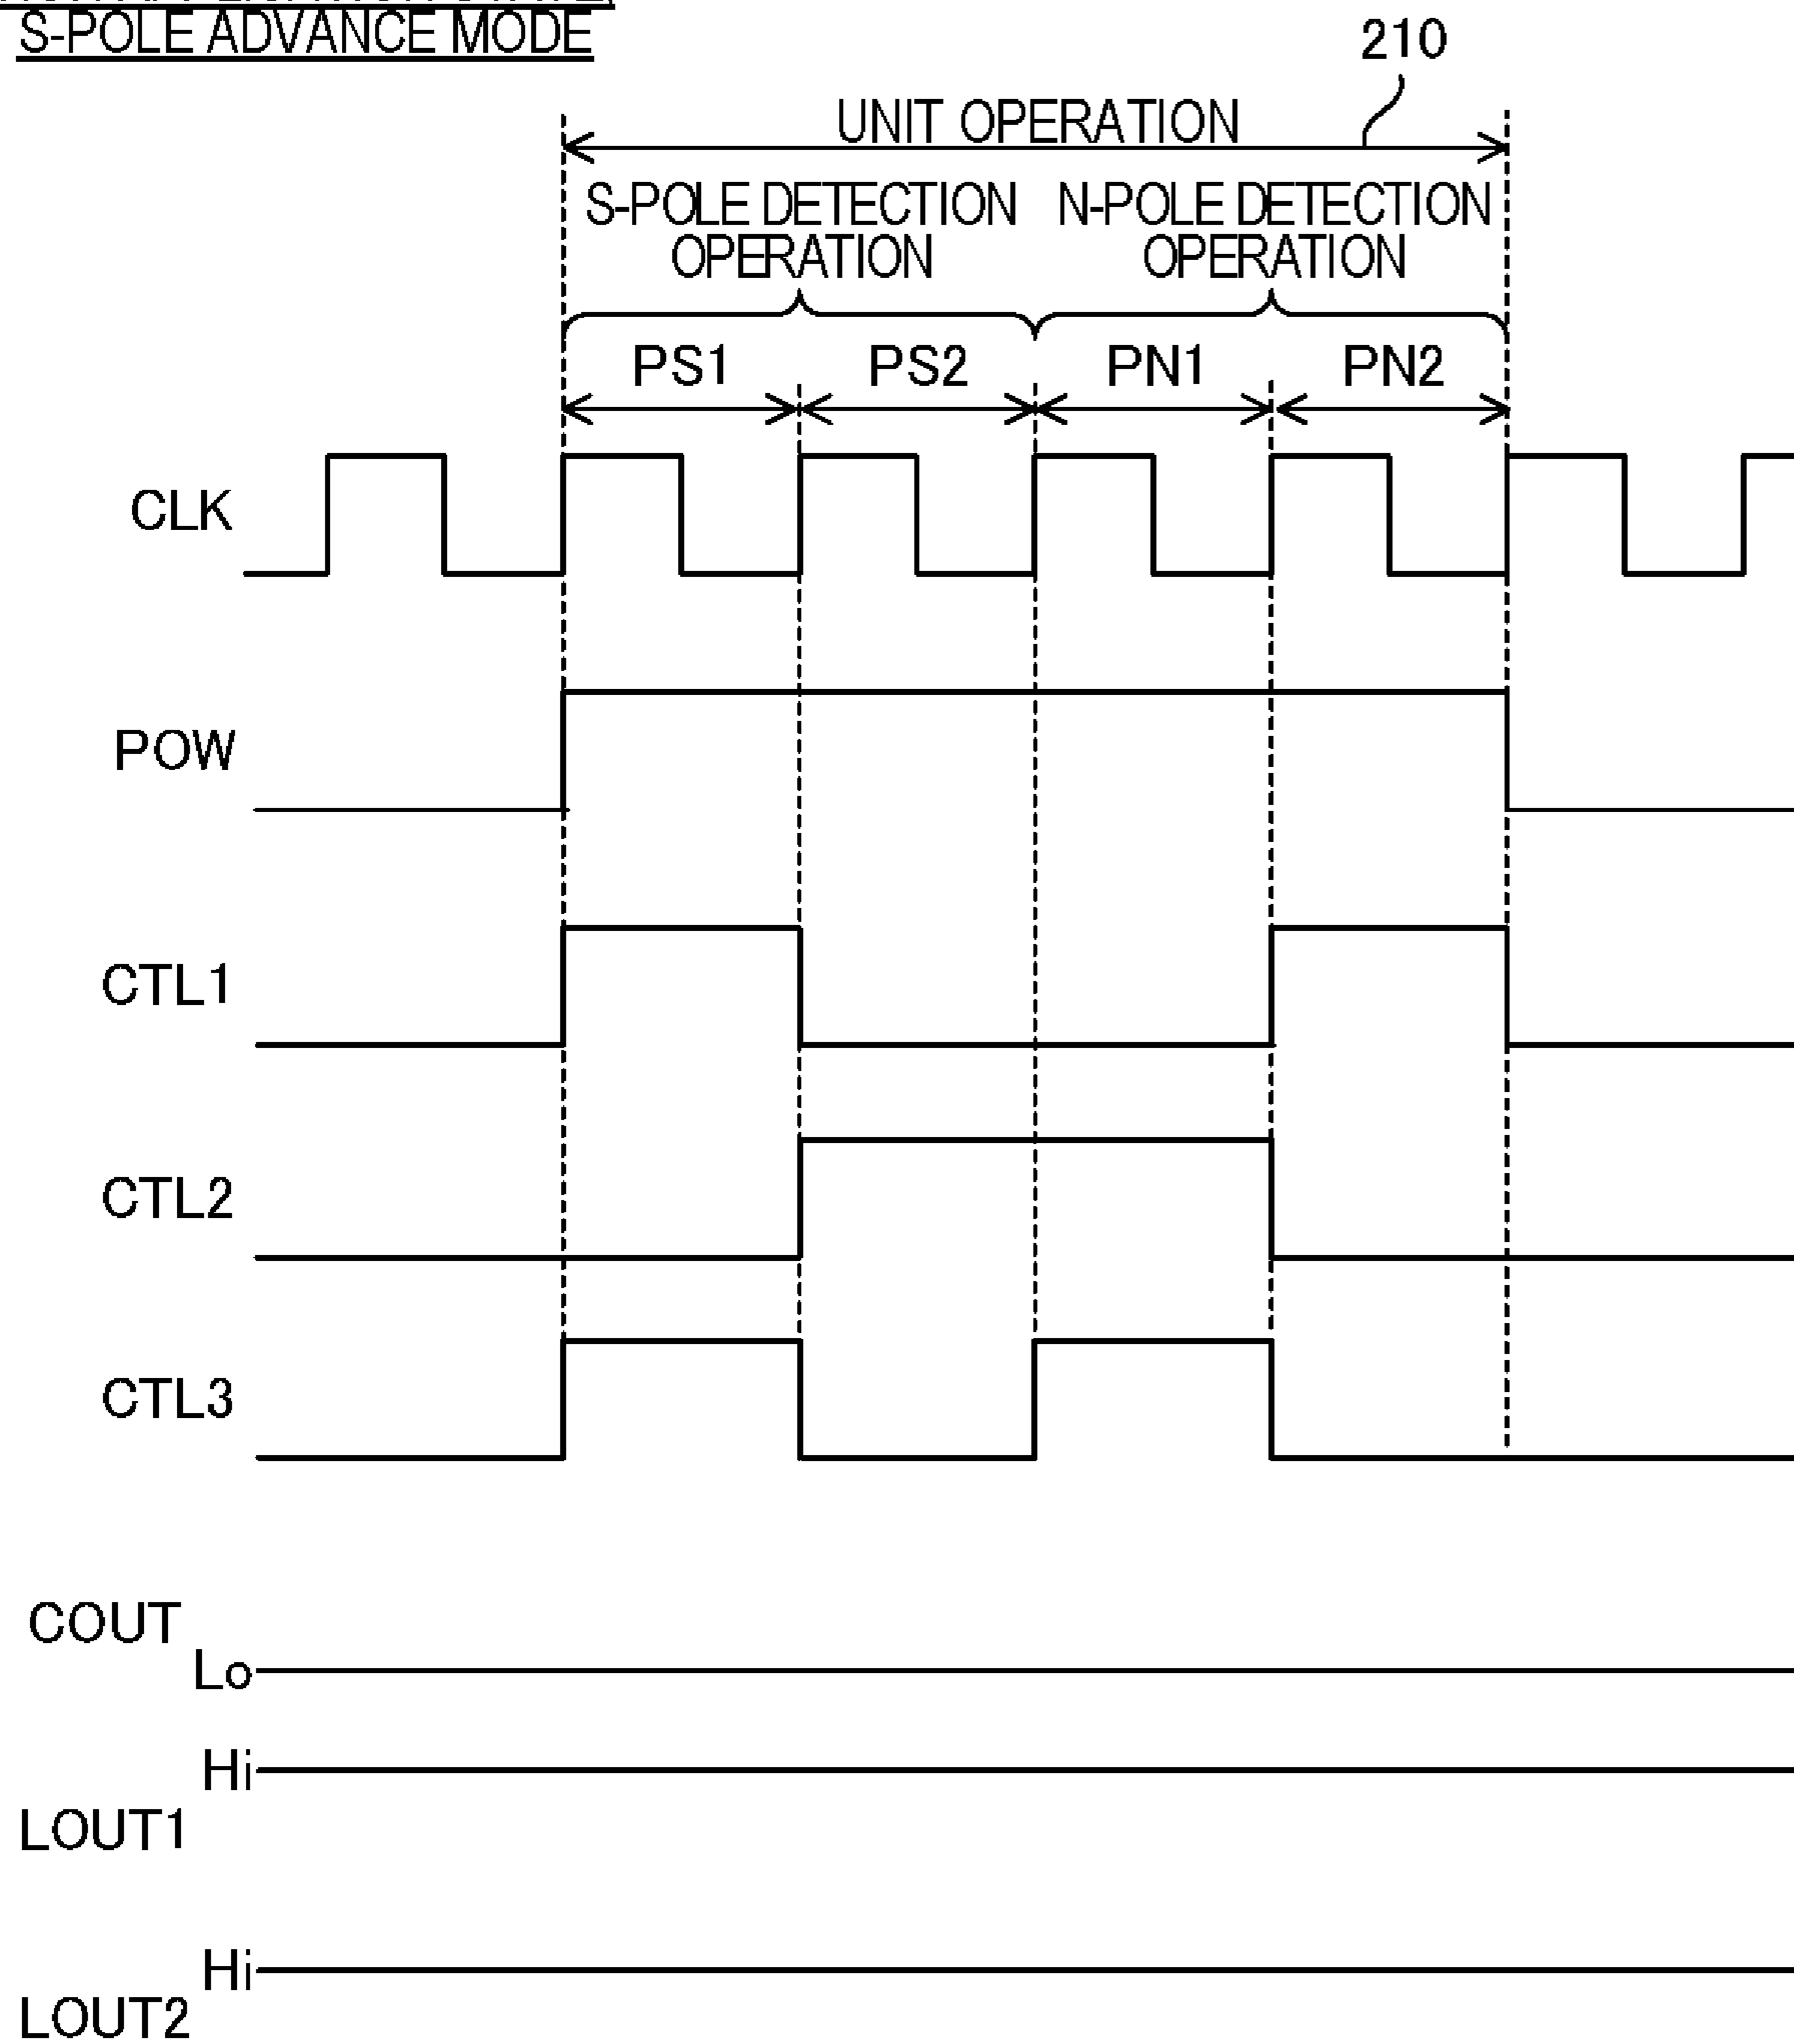 S-POLE ADVANCE MODE
210
UNIT OPERATION
S-POLE DETECTION OPERATION
N-POLE DETECTION OPERATION
PS1
PS2
PN1
PN2
CLK
POW
CTL1
CTL2
CTL3
COUT
Lo
Hi
LOUT1
Hi
LOUT2